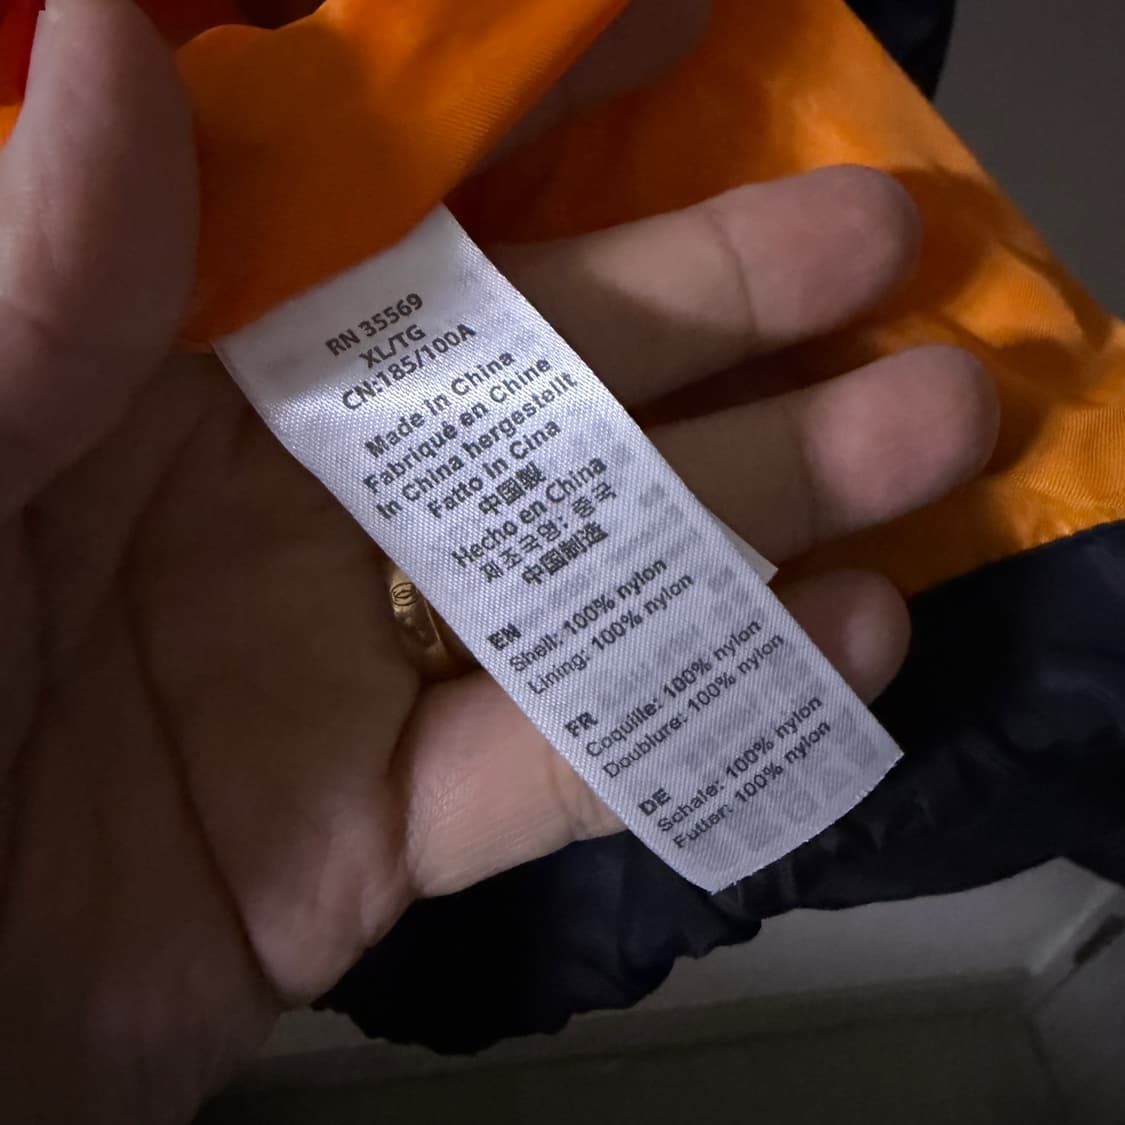 RN 35569
XL/TG
CN:185/100A
Made in China
Fabriqué en Chine
In China hergestellt
Fatto in Cina
中国製
Hecho en China
제조국명: 중국
中国制造
EN
Shell: 100% nylon
Lining: 100% nylon
FR
Coquille: 100% nylon
Doublure: 100% nylon
DE
Schale: 100% nylon
Futter: 100% nylon